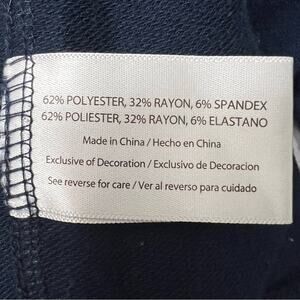 62% POLYESTER, 32% RAYON, 6% SPANDEX
62% POLIESTER, 32% RAYON, 6% ELASTANO
Made in China / Hecho en China
Exclusive of Decoration / Exclusivo de Decoracion
See reverse for care / Ver al reverso para cuidado